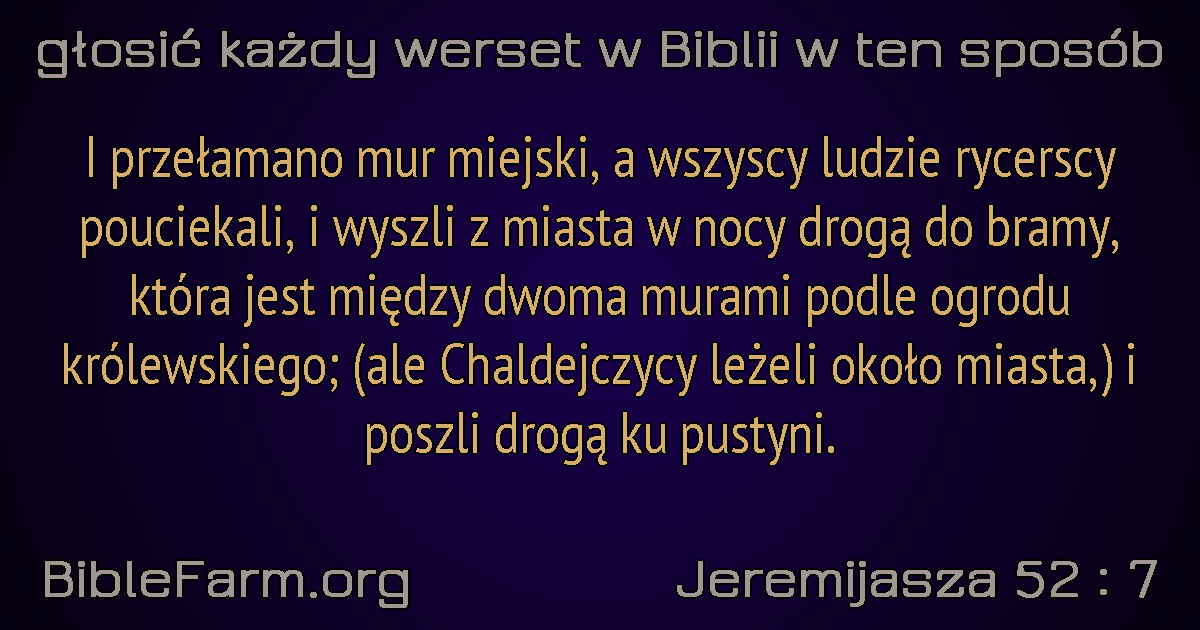 głosić każdy werset w Biblii w ten sposób
I przełamano mur miejski, a wszyscy ludzie rycerscy
pouciekali, i wyszli z miasta w nocy drogą do bramy,
która jest między dwoma murami podle ogrodu
królewskiego; (ale Chaldejczycy leżeli około miasta,) i
poszli drogą ku pustyni.
BibleFarm.org
Jeremijasza 52 : 7